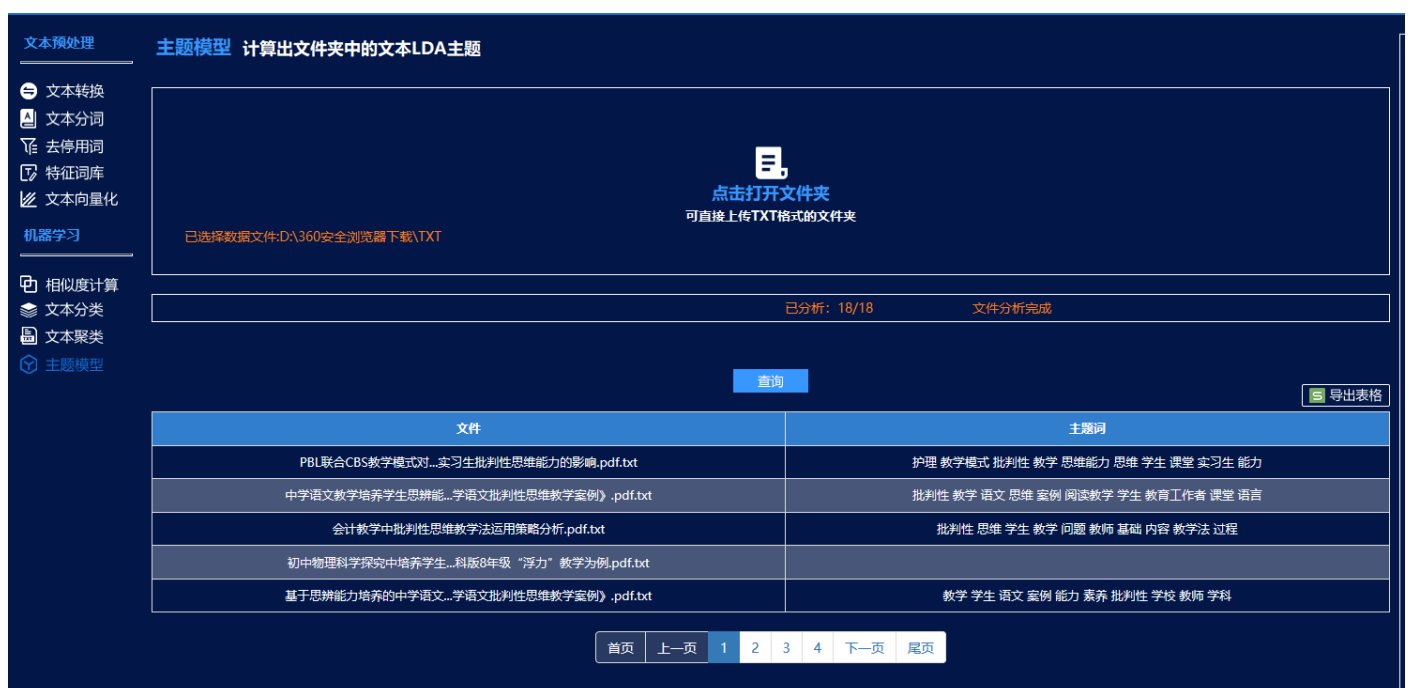 文本预处理
文本转换
文本分词
去停用词
特征词库
文本向量化
机器学习
相似度计算
文本分类
文本聚类
主题模型
主题模型 计算出文件夹中的文本LDA主题
点击打开文件夹
可直接上传TXT格式的文件夹
已选择数据文件:D:\360安全浏览器下载\TXT
已分析：18/18 文件分析完成
查询
导出表格
文件 主题词
PBL联合CBS教学模式对...实习生批判性思维能力的影响.pdf.txt 护理 教学模式 批判性 教学 思维能力 思维 学生 课堂 实习生 能力
中学语文教学培养学生思辨能...学语文批判性思维教学案例》.pdf.txt 批判性 教学 语文 思维 案例 阅读教学 学生 教育工作者 课堂 语言
会计教学中批判性思维教学法运用策略分析.pdf.txt 批判性 思维 学生 教学 问题 教师 基础 内容 教学法 过程
初中物理科学探究中培养学生...科版8年级“浮力”教学为例.pdf.txt
基于思辨能力培养的中学语文...学语文批判性思维教学案例》.pdf.txt 教学 学生 语文 案例 能力 素养 批判性 学校 教师 学科
首页 上一页 1 2 3 4 下一页 尾页